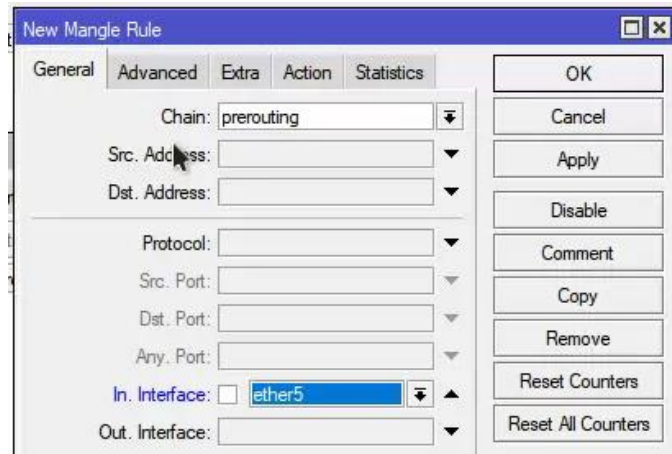 New Mangle Rule
General Advanced Extra Action Statistics
Chain: prerouting
Src. Address:
Dst. Address:
Protocol:
Src. Port:
Dst. Port:
Any. Port:
In. Interface: ether5
Out. Interface:
OK
Cancel
Apply
Disable
Comment
Copy
Remove
Reset Counters
Reset All Counters